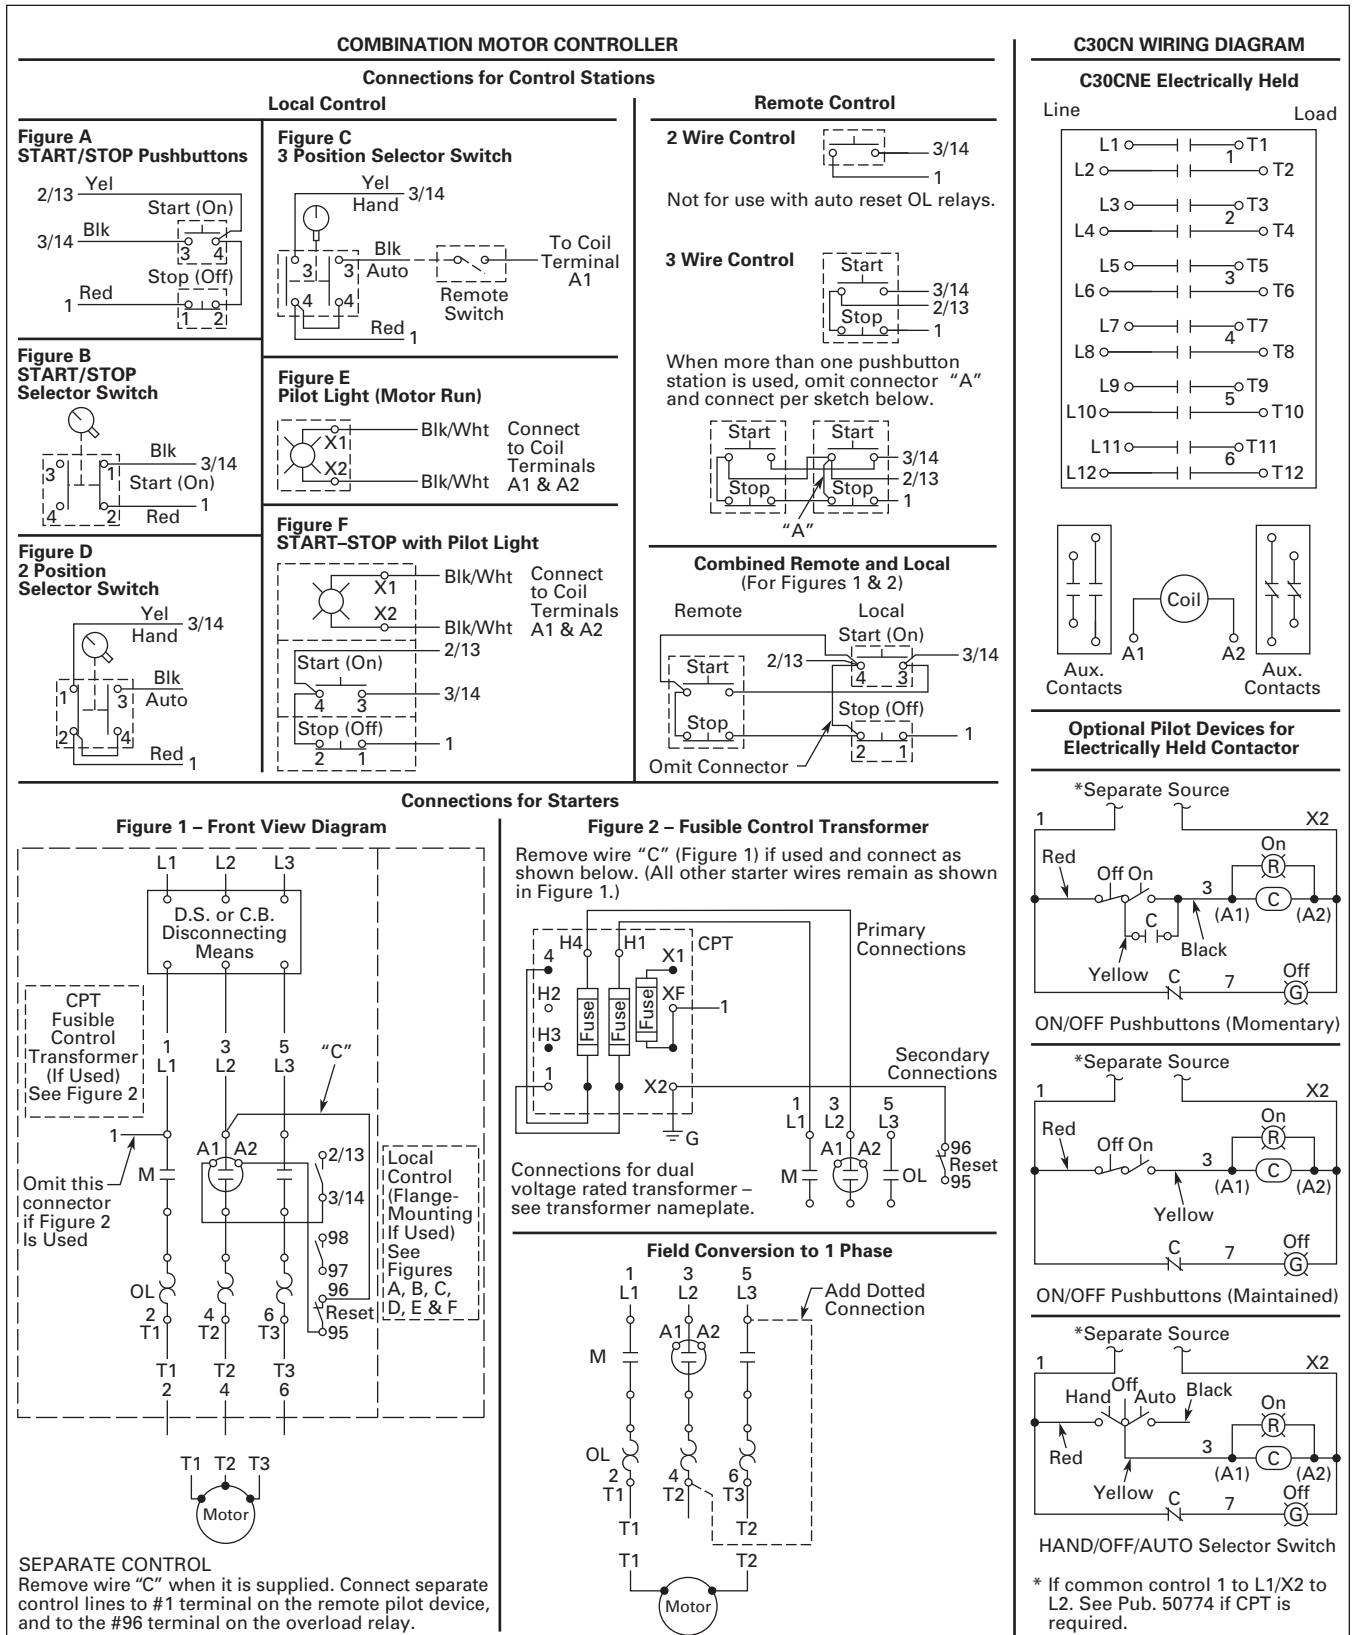 COMBINATION MOTOR CONTROLLER
Connections for Control Stations
Local Control
Figure A
START/STOP Pushbuttons
2/13
Yel
Start (On)
3/14
Blk
3 4
Stop (Off)
1
Red
1 2
Figure B
START/STOP
Selector Switch
Blk
3/14
3
1
Start (On)
4
2
1
Red
Figure D
2 Position
Selector Switch
Yel
3/14
Hand
Blk
1
3
Auto
2
4
Red
1
Figure C
3 Position Selector Switch
Yel
3/14
Hand
Blk
3
3
Auto
4
4
Remote
Switch
To Coil
Terminal
A1
Red
1
Figure E
Pilot Light (Motor Run)
X1
Blk/Wht
X2
Blk/Wht
Connect
to Coil
Terminals
A1 & A2
Figure F
START–STOP with Pilot Light
X1
Blk/Wht
X2
Blk/Wht
Connect
to Coil
Terminals
A1 & A2
2/13
Start (On)
4 3
3/14
Stop (Off)
2 1
1
Remote Control
2 Wire Control
3/14
1
Not for use with auto reset OL relays.
3 Wire Control
Start
3/14
2/13
Stop
1
When more than one pushbutton
station is used, omit connector "A"
and connect per sketch below.
Start
Start
3/14
2/13
Stop
Stop
1
"A"
Combined Remote and Local
(For Figures 1 & 2)
Remote
Local
Start (On)
2/13
3/14
Start
4 3
Stop (Off)
Stop
1
2 1
Omit Connector
Connections for Starters
Figure 1 – Front View Diagram
L1 L2 L3
D.S. or C.B.
Disconnecting
Means
CPT
Fusible
Control
Transformer
(If Used)
See Figure 2
1 3 5
L1 L2 L3
"C"
1
A1 A2
2/13
M
3/14
Omit this
connector
if Figure 2
Is Used
98
97
96
OL
Reset
95
2 4 6
T1 T2 T3
T1 T2 T3
2 4 6
Local
Control
(Flange-
Mounting
If Used)
See
Figures
A, B, C,
D, E & F
T1 T2 T3
Motor
SEPARATE CONTROL
Remove wire "C" when it is supplied. Connect separate
control lines to #1 terminal on the remote pilot device,
and to the #96 terminal on the overload relay.
Figure 2 – Fusible Control Transformer
Remove wire "C" (Figure 1) if used and connect as
shown below. (All other starter wires remain as shown
in Figure 1.)
H4 H1 CPT
4
X1
H2
XF
1
H3
Fuse
Fuse
Fuse
1
X2
G
Primary
Connections
Secondary
Connections
1 3 5
L1 L2 L3
A1 A2
M
OL
96
Reset
95
Connections for dual
voltage rated transformer –
see transformer nameplate.
Field Conversion to 1 Phase
1 3 5
L1 L2 L3
Add Dotted
Connection
A1 A2
M
OL
2 4 6
T1 T2 T3
T1 T2
T1 T2
Motor
C30CN WIRING DIAGRAM
C30CNE Electrically Held
Line
Load
L1 T1
1
L2 T2
L3 T3
2
L4 T4
L5 T5
3
L6 T6
L7 T7
4
L8 T8
L9 T9
5
L10 T10
L11 T11
6
L12 T12
Coil
A1 A2
Aux.
Contacts
Aux.
Contacts
Optional Pilot Devices for
Electrically Held Contactor
*Separate Source
1 X2
Red
Off On
On
R
3
C
(A1) (A2)
C
Black
Yellow
C
7
Off
G
ON/OFF Pushbuttons (Momentary)
*Separate Source
1 X2
Red
Off On
On
R
3
C
(A1) (A2)
Yellow
C
7
Off
G
ON/OFF Pushbuttons (Maintained)
*Separate Source
1 X2
Hand Off Auto Black
On
R
Red
3
C
(A1) (A2)
Yellow
C
7
Off
G
HAND/OFF/AUTO Selector Switch
* If common control 1 to L1/X2 to
L2. See Pub. 50774 if CPT is
required.